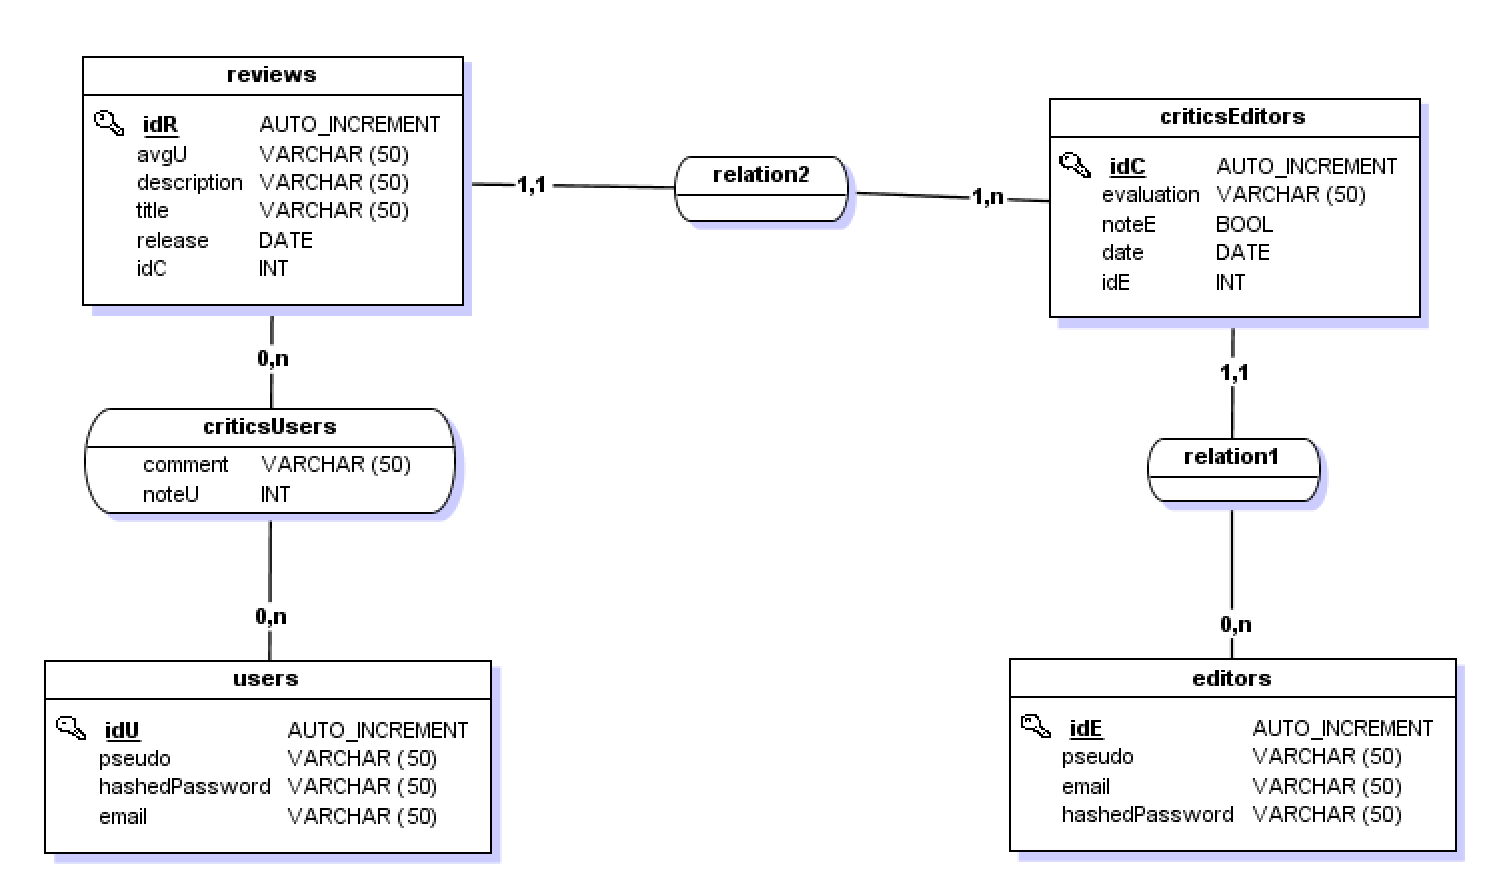 reviews
idR AUTO_INCREMENT
avgU VARCHAR (50)
description VARCHAR (50)
title VARCHAR (50)
release DATE
idC INT
1,1
relation2
1,n
criticsEditors
idC AUTO_INCREMENT
evaluation VARCHAR (50)
noteE BOOL
date DATE
idE INT
0,n
1,1
criticsUsers
comment VARCHAR (50)
noteU INT
relation1
0,n
0,n
users
idU AUTO_INCREMENT
pseudo VARCHAR (50)
hashedPassword VARCHAR (50)
email VARCHAR (50)
editors
idE AUTO_INCREMENT
pseudo VARCHAR (50)
email VARCHAR (50)
hashedPassword VARCHAR (50)